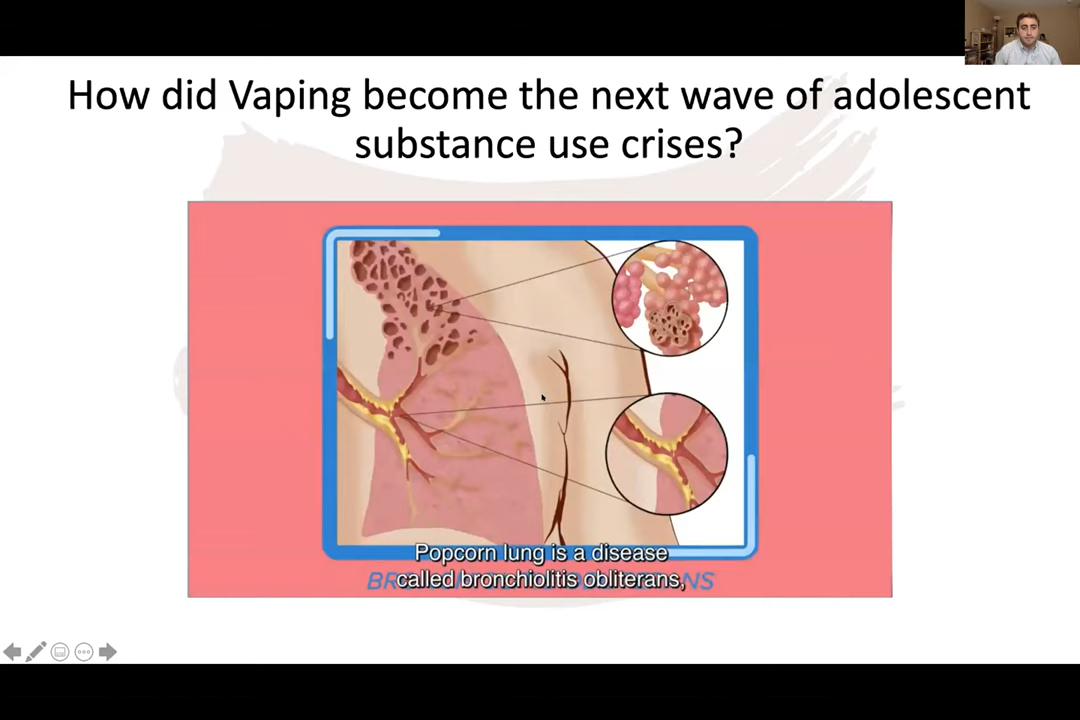 How did Vaping become the next wave of adolescent
substance use crises?
Popcorn lung is a disease
called bronchiolitis obliterans,